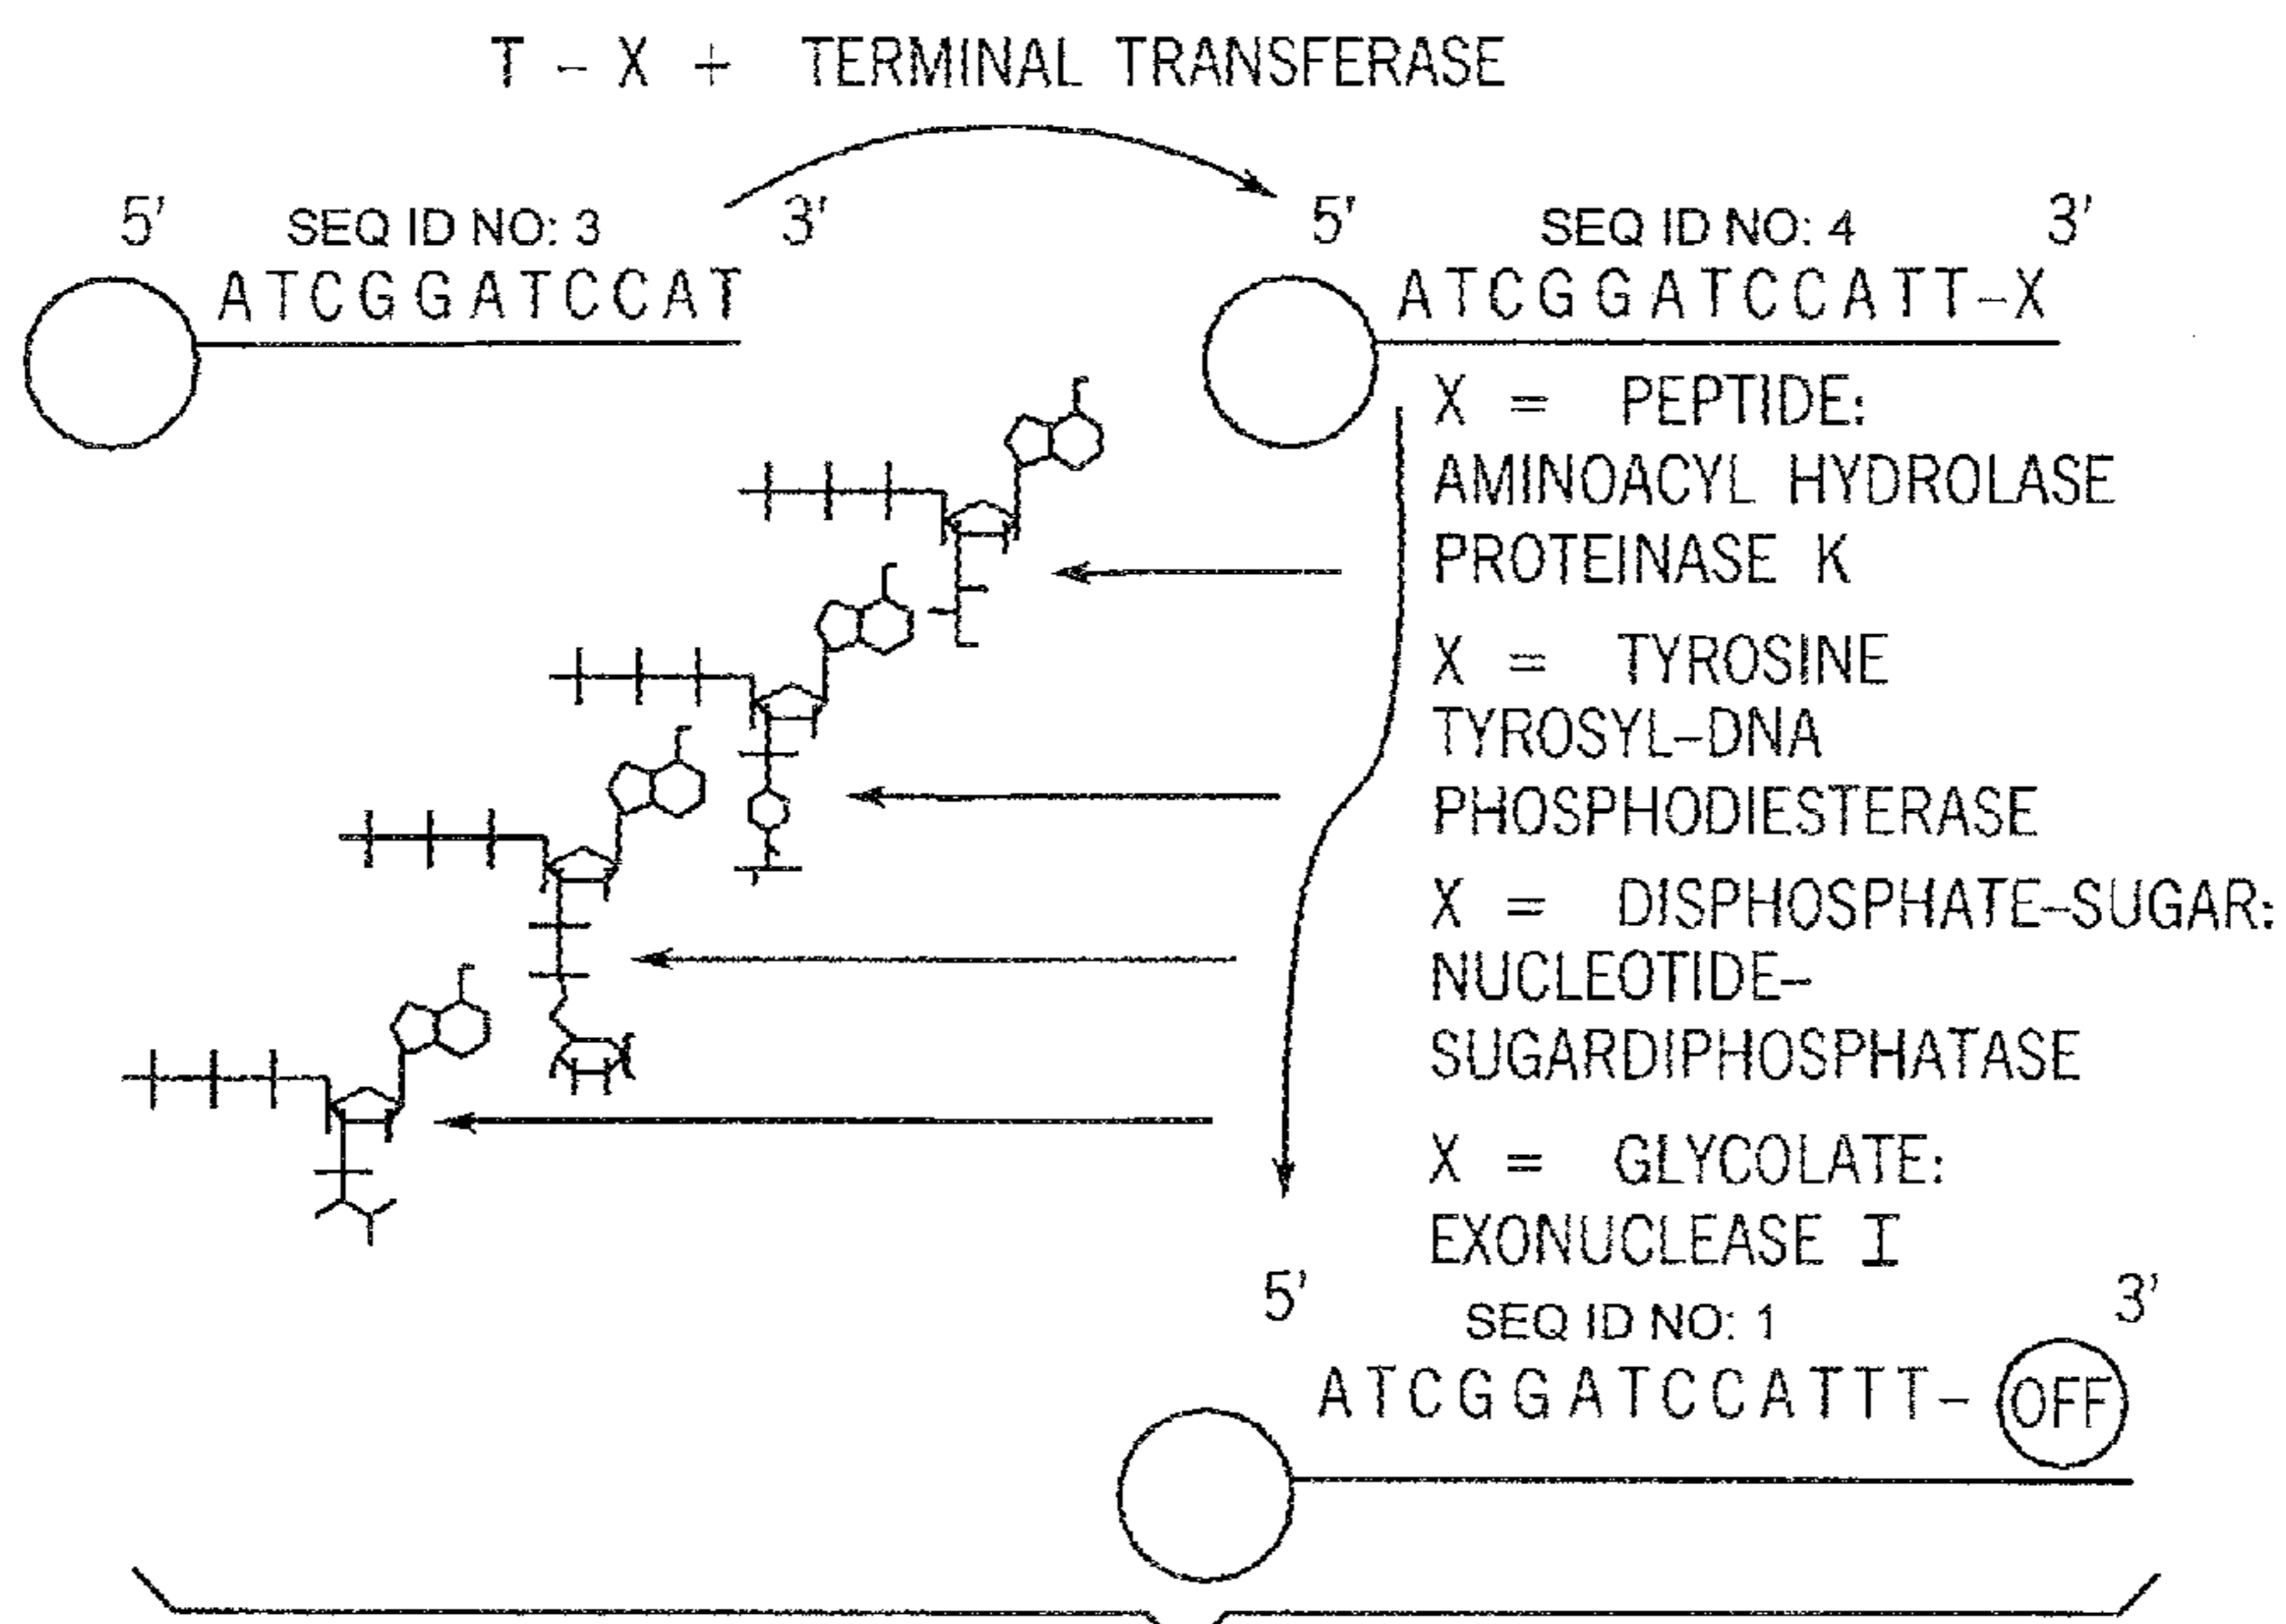 T - X + TERMINAL TRANSFERASE
5' SEQ ID NO: 3 3'
ATCGGATCCAT
5' SEQ ID NO: 4 3'
ATCGGATCCATT-X
X = PEPTIDE:
AMINOACYL HYDROLASE
PROTEINASE K
X = TYROSINE
TYROSYL-DNA
PHOSPHODIESTERASE
X = DISPHOSPHATE-SUGAR:
NUCLEOTIDE-
SUGARDIPHOSPHATASE
X = GLYCOLATE:
EXONUCLEASE I
5' SEQ ID NO: 1 3'
ATCGGATCCATTT- OFF